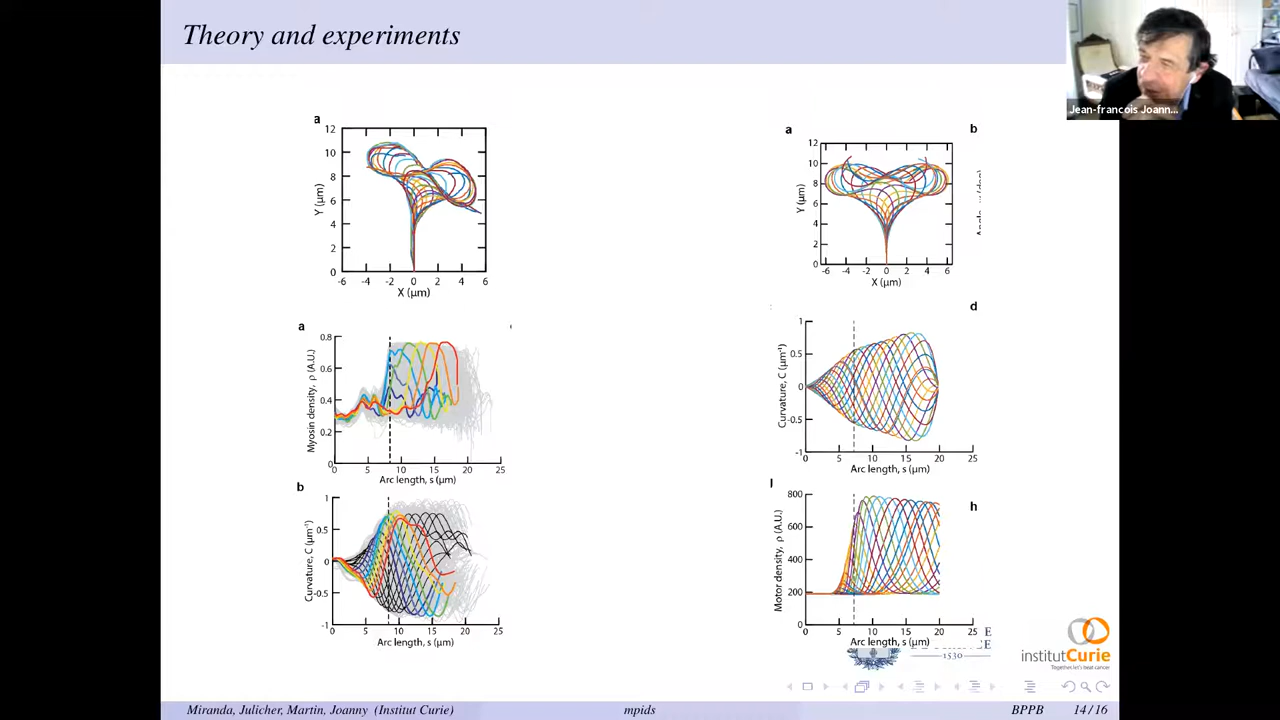 Theory and experiments
Jean-francois Joann...
a
12
10
8
6
4
2
0
Y (μm)
-6 -4 -2 0 2 4 6
X (μm)
a
0.8
0.6
0.4
0.2
0
Myosin density, ρ (A.U.)
0 5 10 15 20 25
Arc length, s (μm)
b
1
0.5
0
-0.5
-1
Curvature, C (μm⁻¹)
0 5 10 15 20 25
Arc length, s (μm)
a
b
12
10
8
6
4
2
0
Y (μm)
-6 -4 -2 0 2 4 6
X (μm)
d
1
0.5
0
-0.5
-1
Curvature, C (μm⁻¹)
0 5 10 15 20 25
Arc length, s (μm)
h
800
600
400
200
0
Motor density, ρ (A.U.)
0 5 10 15 20 25
Arc length, s (μm)
E
E
1530
institutCurie
Together, let's beat cancer.
Miranda, Julicher, Martin, Joanny (Institut Curie) mpids BPPB 14 / 16